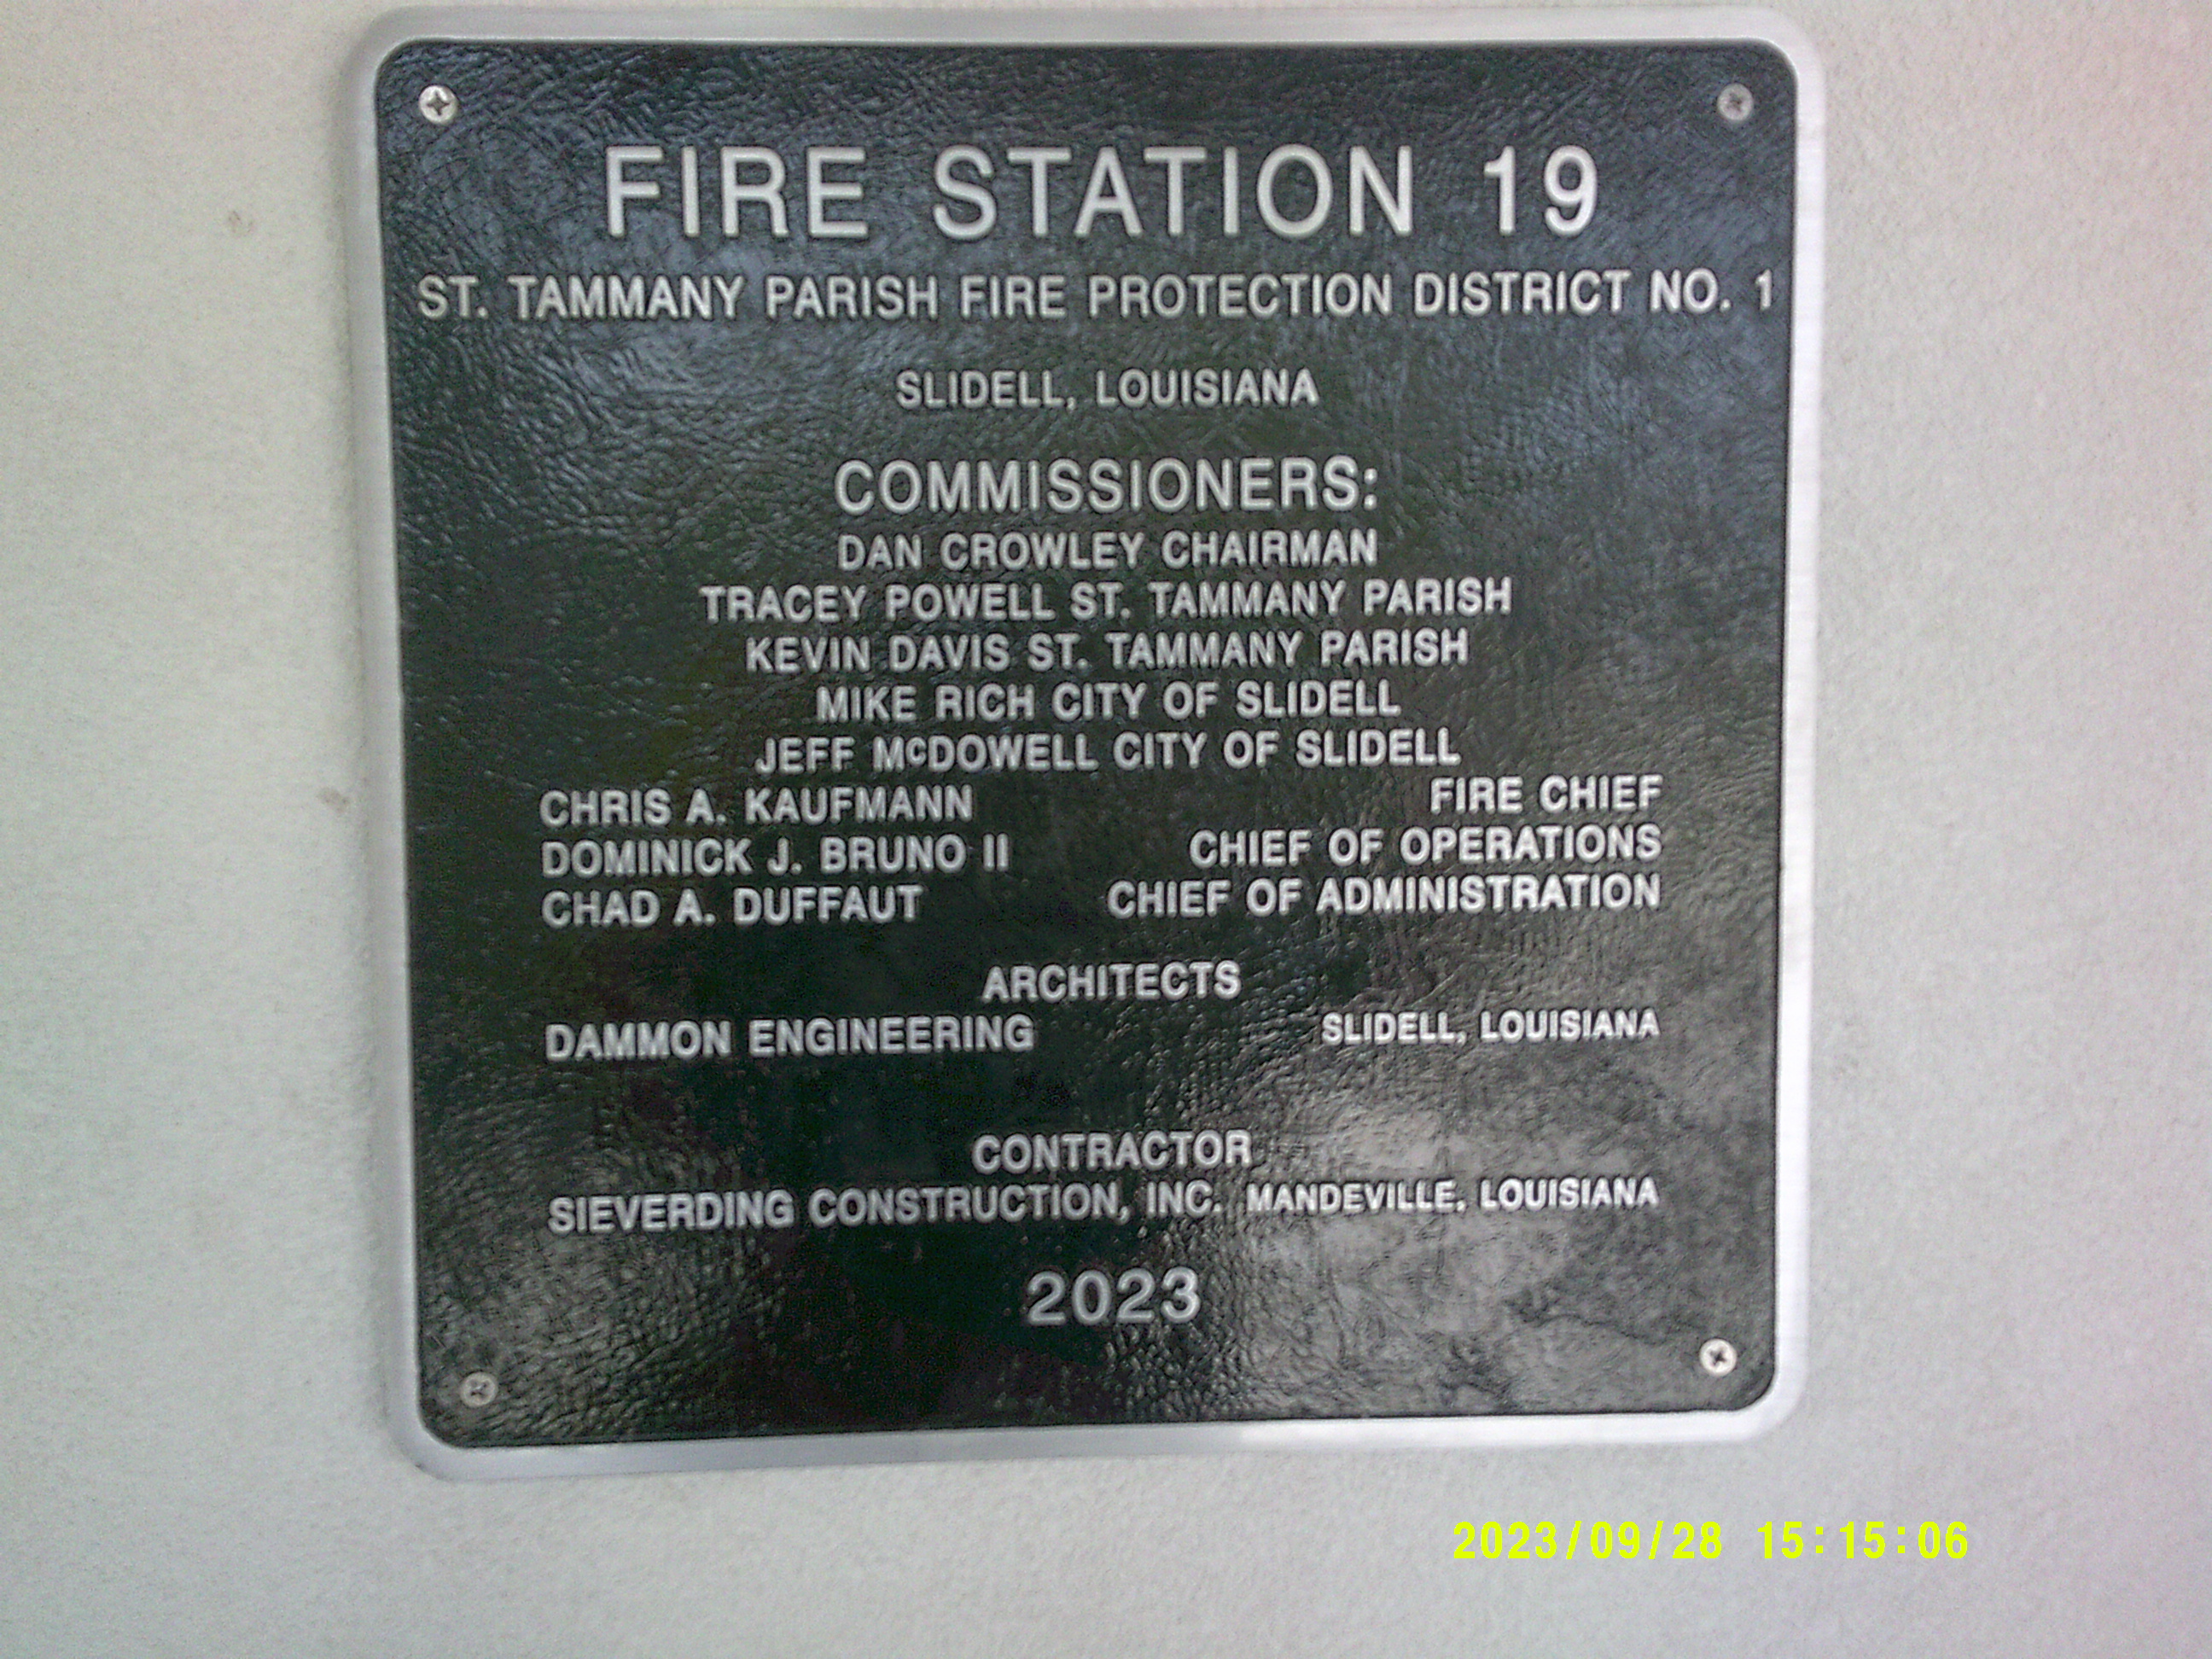 FIRE STATION 19
ST. TAMMANY PARISH FIRE PROTECTION DISTRICT NO. 1
SLIDELL, LOUISIANA
COMMISSIONERS:
DAN CROWLEY CHAIRMAN
TRACEY POWELL ST. TAMMANY PARISH
KEVIN DAVIS ST. TAMMANY PARISH
MIKE RICH CITY OF SLIDELL
JEFF McDOWELL CITY OF SLIDELL
CHRIS A. KAUFMANN FIRE CHIEF
DOMINICK J. BRUNO II CHIEF OF OPERATIONS
CHAD A. DUFFAUT CHIEF OF ADMINISTRATION
ARCHITECTS
DAMMON ENGINEERING SLIDELL, LOUISIANA
CONTRACTOR
SIEVERDING CONSTRUCTION, INC. MANDEVILLE, LOUISIANA
2023
2023/09/28 15:15:06